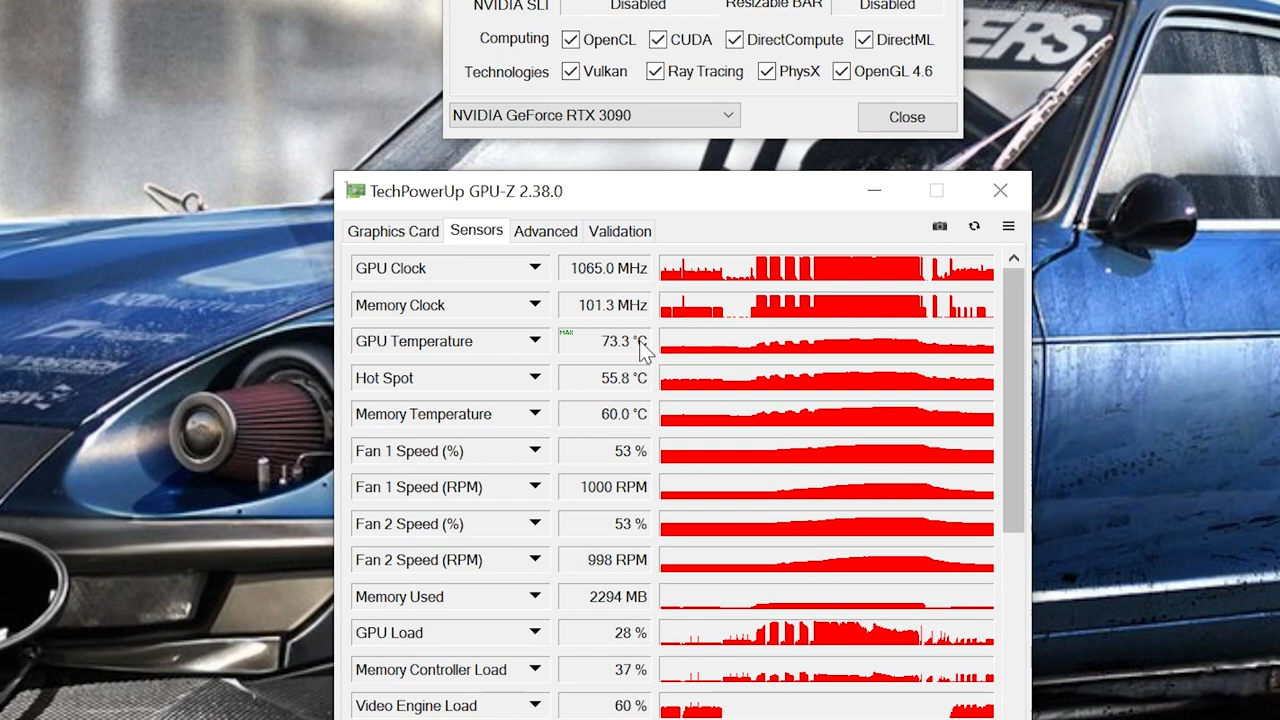 NVIDIA SLI Disabled Resizable BAR Disabled
Computing OpenCL CUDA DirectCompute DirectML
Technologies Vulkan Ray Tracing PhysX OpenGL 4.6
NVIDIA GeForce RTX 3090 Close
ERS
TechPowerUp GPU-Z 2.38.0
Graphics Card Sensors Advanced Validation
GPU Clock 1065.0 MHz
Memory Clock 101.3 MHz
GPU Temperature MAX 73.3 °C
Hot Spot 55.8 °C
Memory Temperature 60.0 °C
Fan 1 Speed (%) 53 %
Fan 1 Speed (RPM) 1000 RPM
Fan 2 Speed (%) 53 %
Fan 2 Speed (RPM) 998 RPM
Memory Used 2294 MB
GPU Load 28 %
Memory Controller Load 37 %
Video Engine Load 60 %